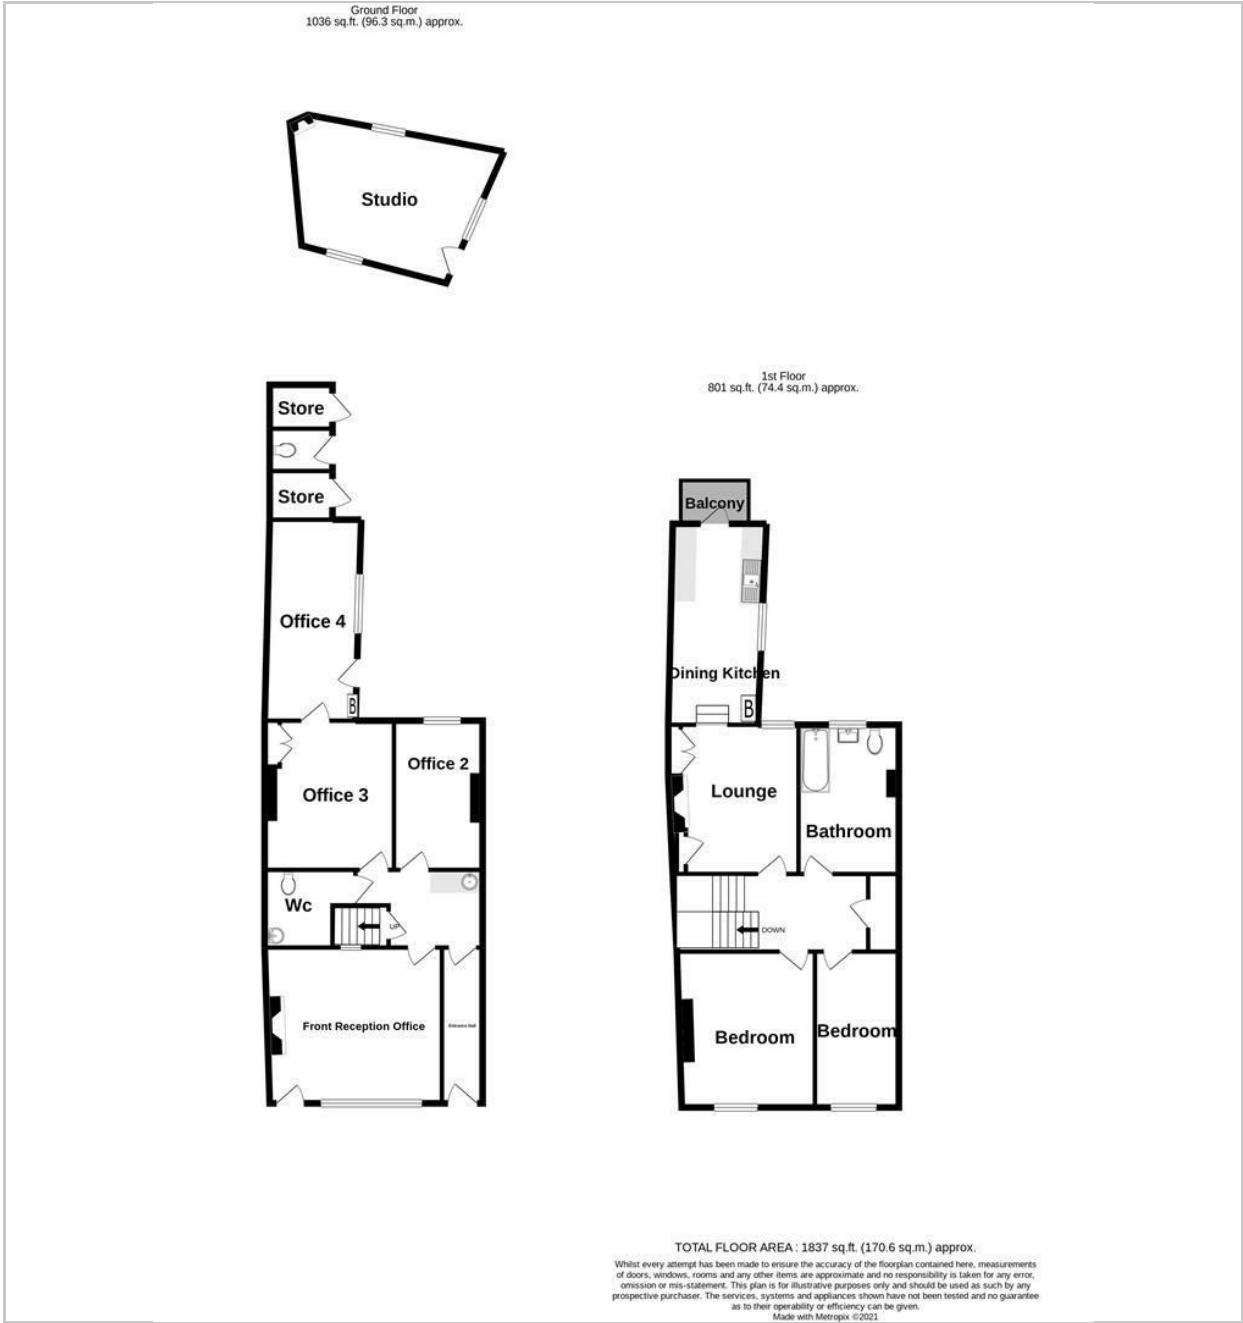 Ground Floor
1036 sq.ft. (96.3 sq.m.) approx.
Studio
Store
Store
Office 4
B
Office 3
Office 2
Wc
UP
Front Reception Office
Entrance Hall
1st Floor
801 sq.ft. (74.4 sq.m.) approx.
Balcony
Dining Kitchen
B
Lounge
Bathroom
DOWN
Bedroom
Bedroom
TOTAL FLOOR AREA : 1837 sq.ft. (170.6 sq.m.) approx.
Whilst every attempt has been made to ensure the accuracy of the floorplan contained here, measurements
of doors, windows, rooms and any other items are approximate and no responsibility is taken for any error,
omission or mis-statement. This plan is for illustrative purposes only and should be used as such by any
prospective purchaser. The services, systems and appliances shown have not been tested and no guarantee
as to their operability or efficiency can be given.
Made with Metropix ©2021